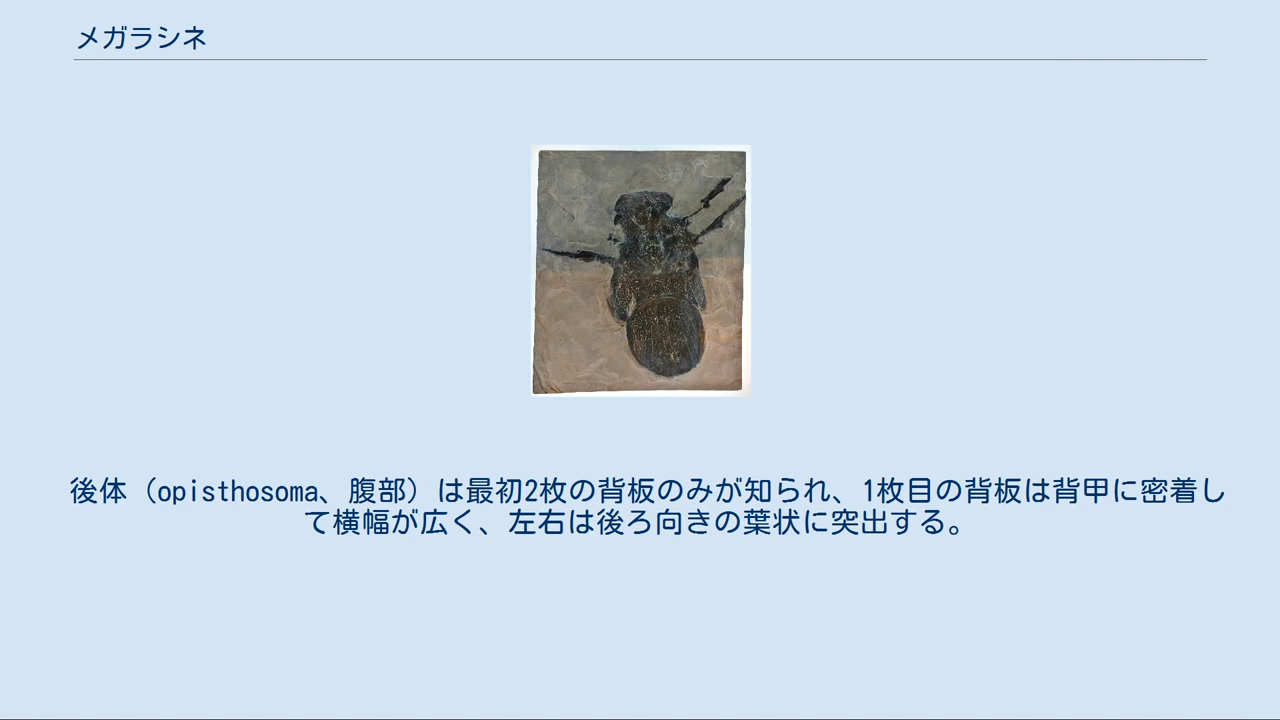 メガラシネ
後体（opisthosoma、腹部）は最初2枚の背板のみが知られ、1枚目の背板は背甲に密着し
て横幅が広く、左右は後ろ向きの葉状に突出する。